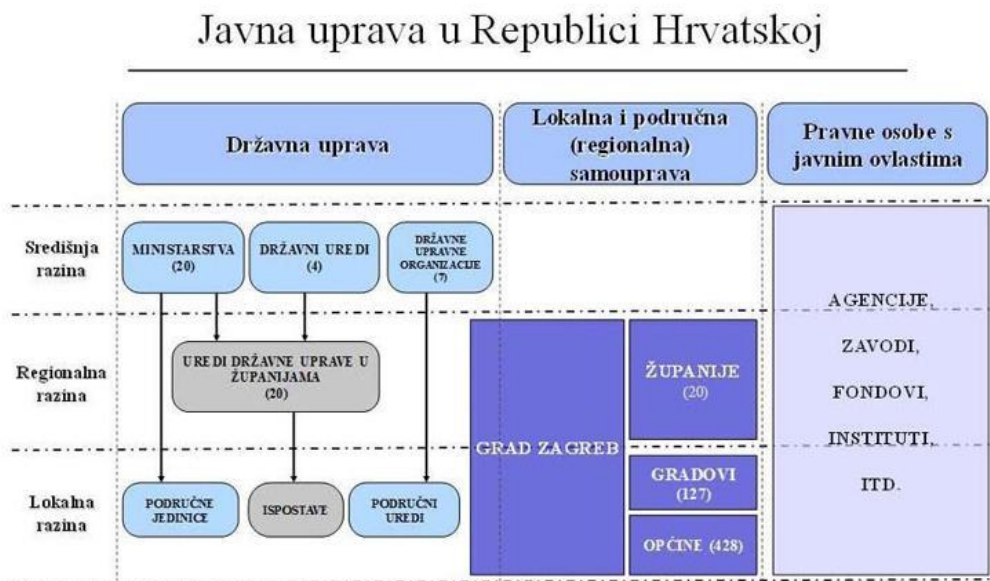 Javna uprava u Republici Hrvatskoj
Državna uprava
Lokalna i područna
(regionalna)
samouprava
Pravne osobe s
javnim ovlastima
Središnja
razina
MINISTARSTVA
(20)
DRŽAVNI UREDI
(4)
DRŽAVNE
UPRAVNE
ORGANIZACIJE
(7)
Regionalna
razina
UREDI DRŽAVNE UPRAVE U
ŽUPANIJAMA
(20)
GRAD ZAGREB
ŽUPANIJE
(20)
Lokalna
razina
PODRUČNE
JEDINICE
ISPOSTAVE
PODRUČNI
UREDI
GRADOVI
(127)
OPĆINE (428)
AGENCIJE,
ZAVODI,
FONDOVI,
INSTITUTI,
ITD.